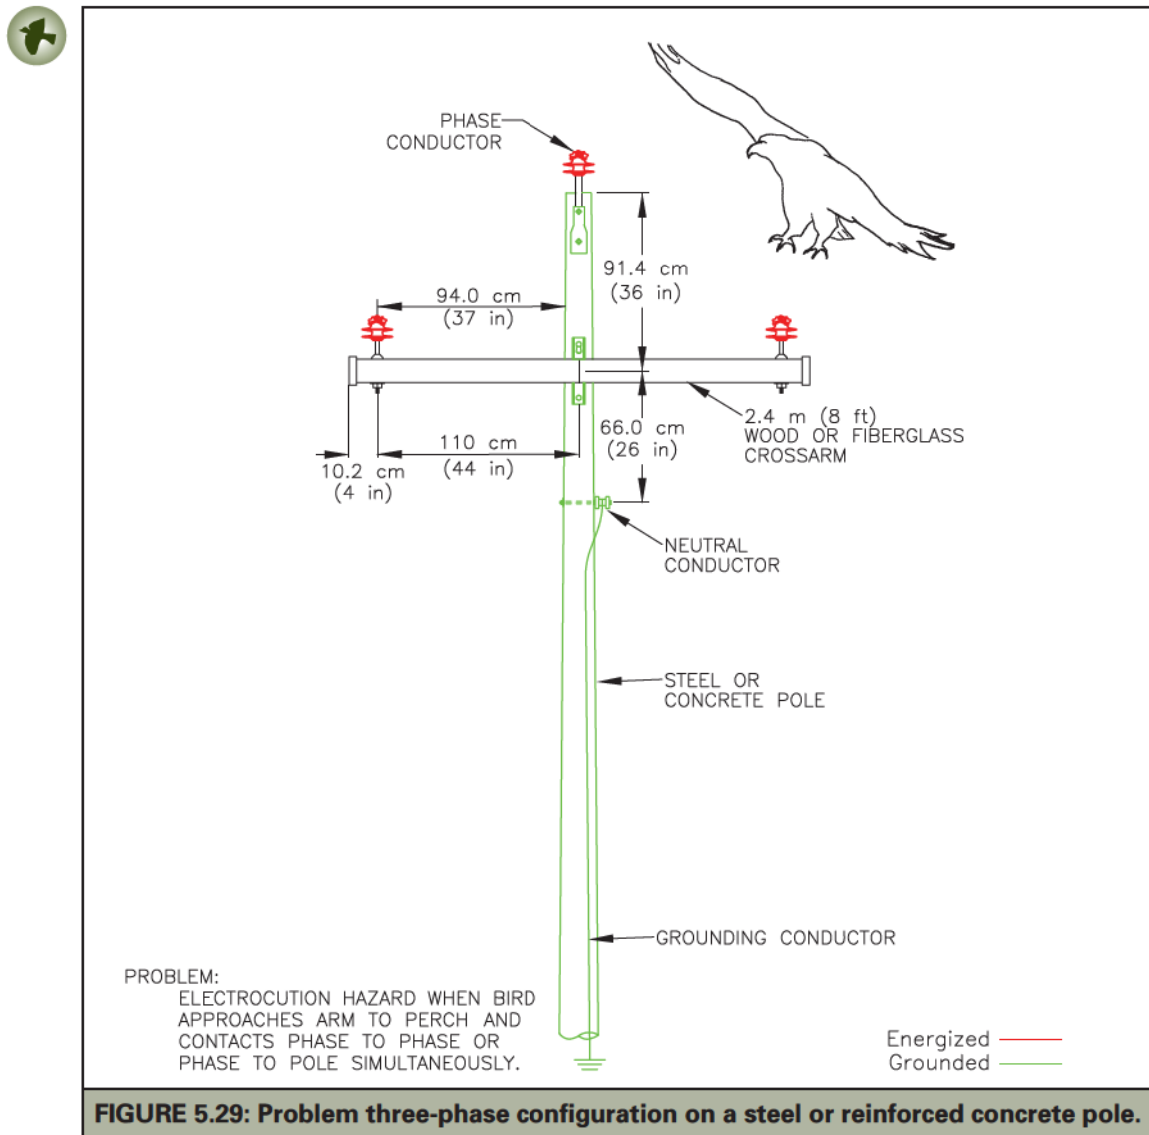 PHASE
CONDUCTOR
91.4 cm
(36 in)
94.0 cm
(37 in)
2.4 m (8 ft)
WOOD OR FIBERGLASS
CROSSARM
66.0 cm
(26 in)
110 cm
(44 in)
10.2 cm
(4 in)
NEUTRAL
CONDUCTOR
STEEL OR
CONCRETE POLE
GROUNDING CONDUCTOR
PROBLEM:
ELECTROCUTION HAZARD WHEN BIRD
APPROACHES ARM TO PERCH AND
CONTACTS PHASE TO PHASE OR
PHASE TO POLE SIMULTANEOUSLY.
Energized
Grounded
FIGURE 5.29: Problem three-phase configuration on a steel or reinforced concrete pole.